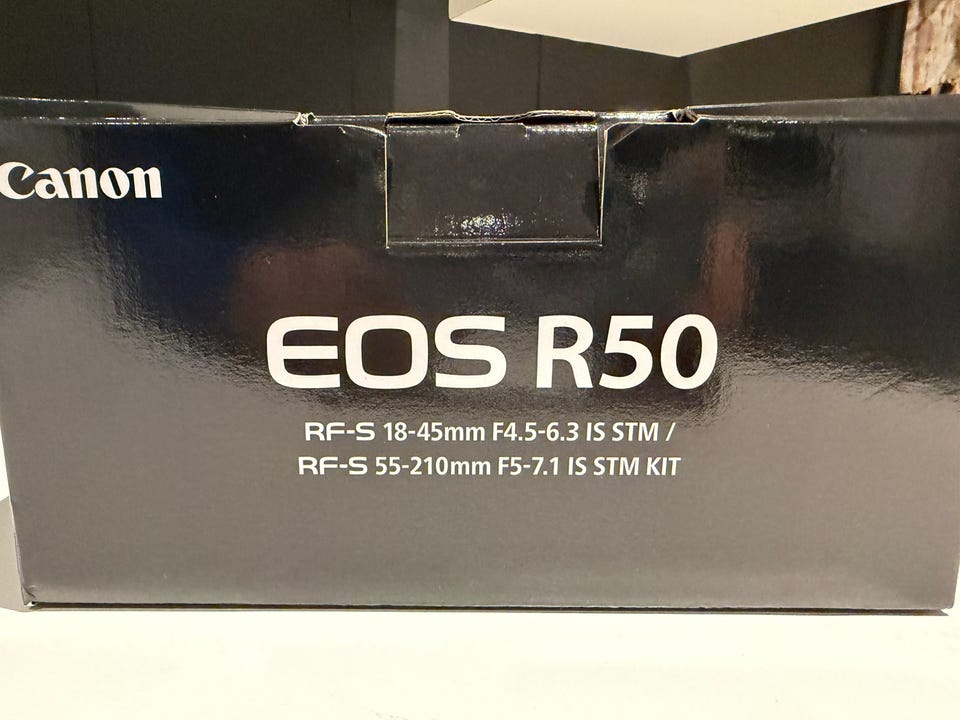 Canon
EOS R50
RF-S 18-45mm F4.5-6.3 IS STM /
RF-S 55-210mm F5-7.1 IS STM KIT